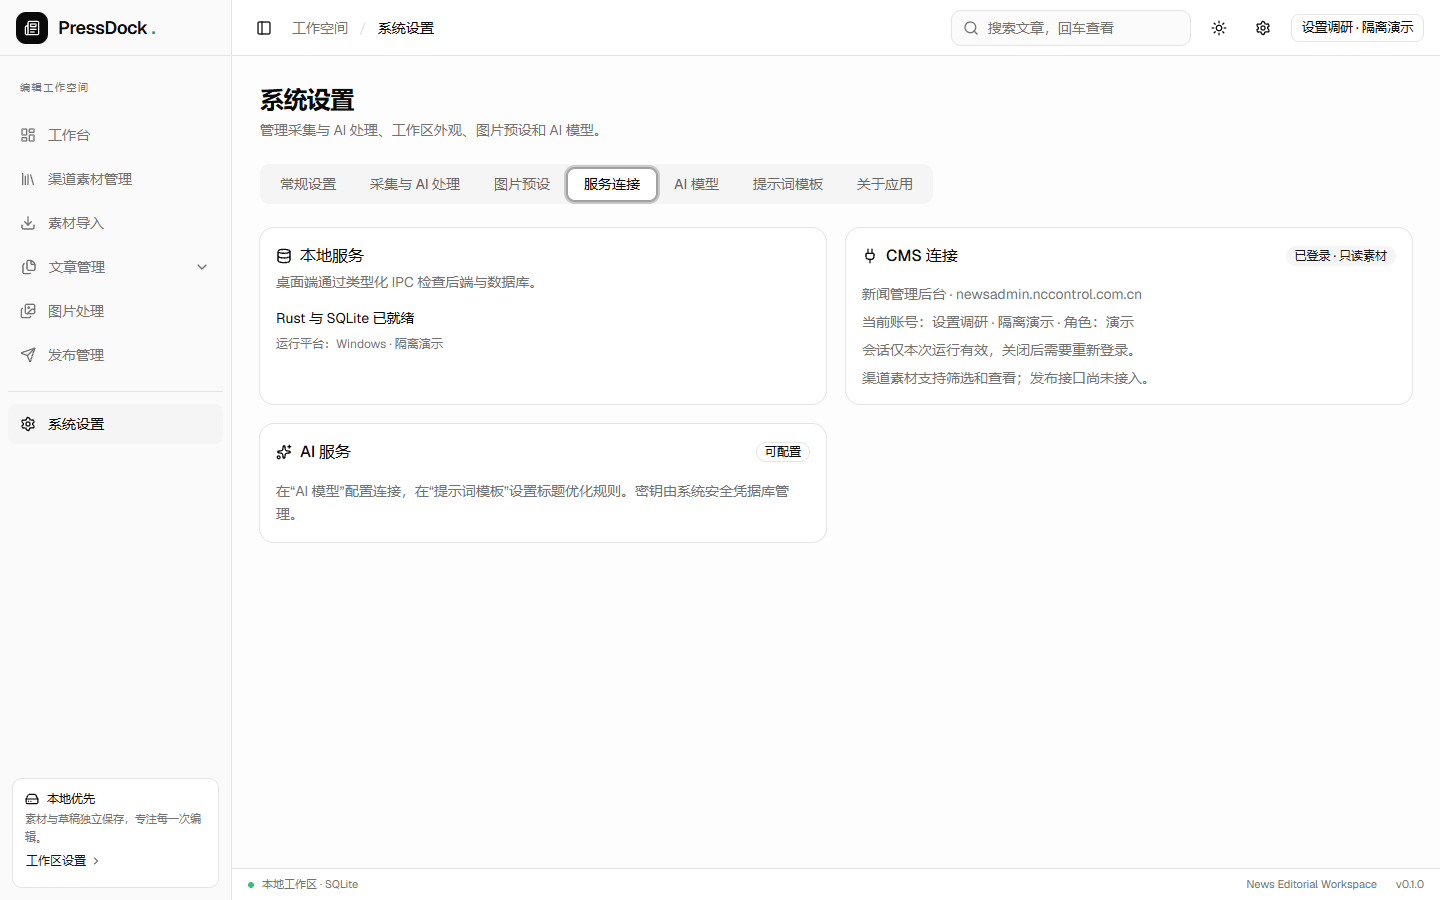 PressDock.
工作空间 / 系统设置
搜索文章，回车查看
设置调研 · 隔离演示
编辑工作空间
工作台
渠道素材管理
素材导入
文章管理
图片处理
发布管理
系统设置
本地优先
素材与草稿独立保存，专注每一次编
辑。
工作区设置
系统设置
管理采集与 AI 处理、工作区外观、图片预设和 AI 模型。
常规设置
采集与 AI 处理
图片预设
服务连接
AI 模型
提示词模板
关于应用
本地服务
桌面端通过类型化 IPC 检查后端与数据库。
Rust 与 SQLite 已就绪
运行平台：Windows · 隔离演示
CMS 连接
已登录 · 只读素材
新闻管理后台 · newsadmin.nccontrol.com.cn
当前账号：设置调研 · 隔离演示 · 角色：演示
会话仅本次运行有效，关闭后需要重新登录。
渠道素材支持筛选和查看；发布接口尚未接入。
AI 服务
可配置
在“AI 模型”配置连接，在“提示词模板”设置标题优化规则。密钥由系统安全凭据库管
理。
本地工作区 · SQLite
News Editorial Workspace
v0.1.0